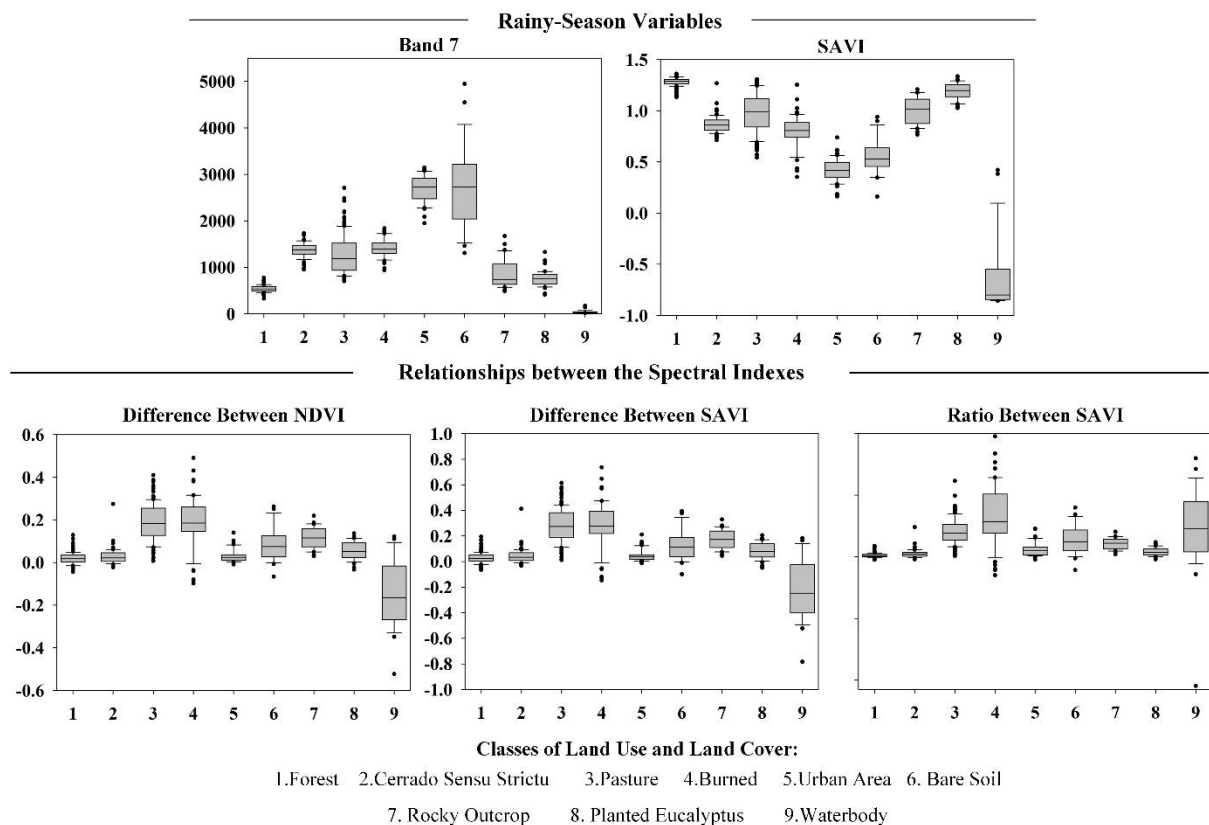 Rainy-Season Variables
Band 7
5000
4000
3000
2000
1000
0
1 2 3 4 5 6 7 8 9
SAVI
1.5
1.0
0.5
0.0
-0.5
-1.0
1 2 3 4 5 6 7 8 9
Relationships between the Spectral Indexes
Difference Between NDVI
0.6
0.4
0.2
0.0
-0.2
-0.4
-0.6
1 2 3 4 5 6 7 8 9
Difference Between SAVI
1.0
0.8
0.6
0.4
0.2
0.0
-0.2
-0.4
-0.6
-0.8
-1.0
1 2 3 4 5 6 7 8 9
Ratio Between SAVI
1 2 3 4 5 6 7 8 9
Classes of Land Use and Land Cover:
1.Forest 2.Cerrado Sensu Strictu 3.Pasture 4.Burned 5.Urban Area 6. Bare Soil
7. Rocky Outcrop 8. Planted Eucalyptus 9.Waterbody